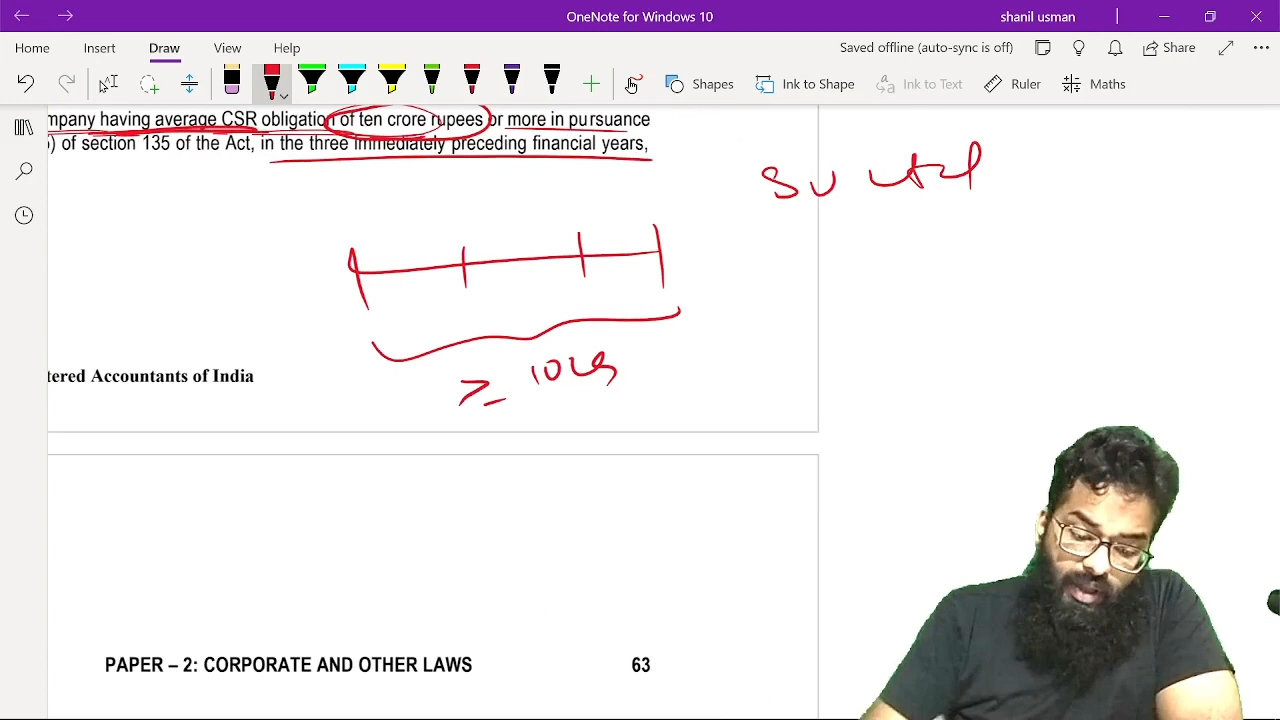 OneNote for Windows 10
shanil usman
Home Insert Draw View Help
Saved offline (auto-sync is off)
Share
Shapes
Ink to Shape
Ink to Text
Ruler
Maths
mpany having average CSR obligation of ten crore rupees or more in pursuance
) of section 135 of the Act, in the three immediately preceding financial years,
≥ 10 crs
tered Accountants of India
PAPER – 2: CORPORATE AND OTHER LAWS 63